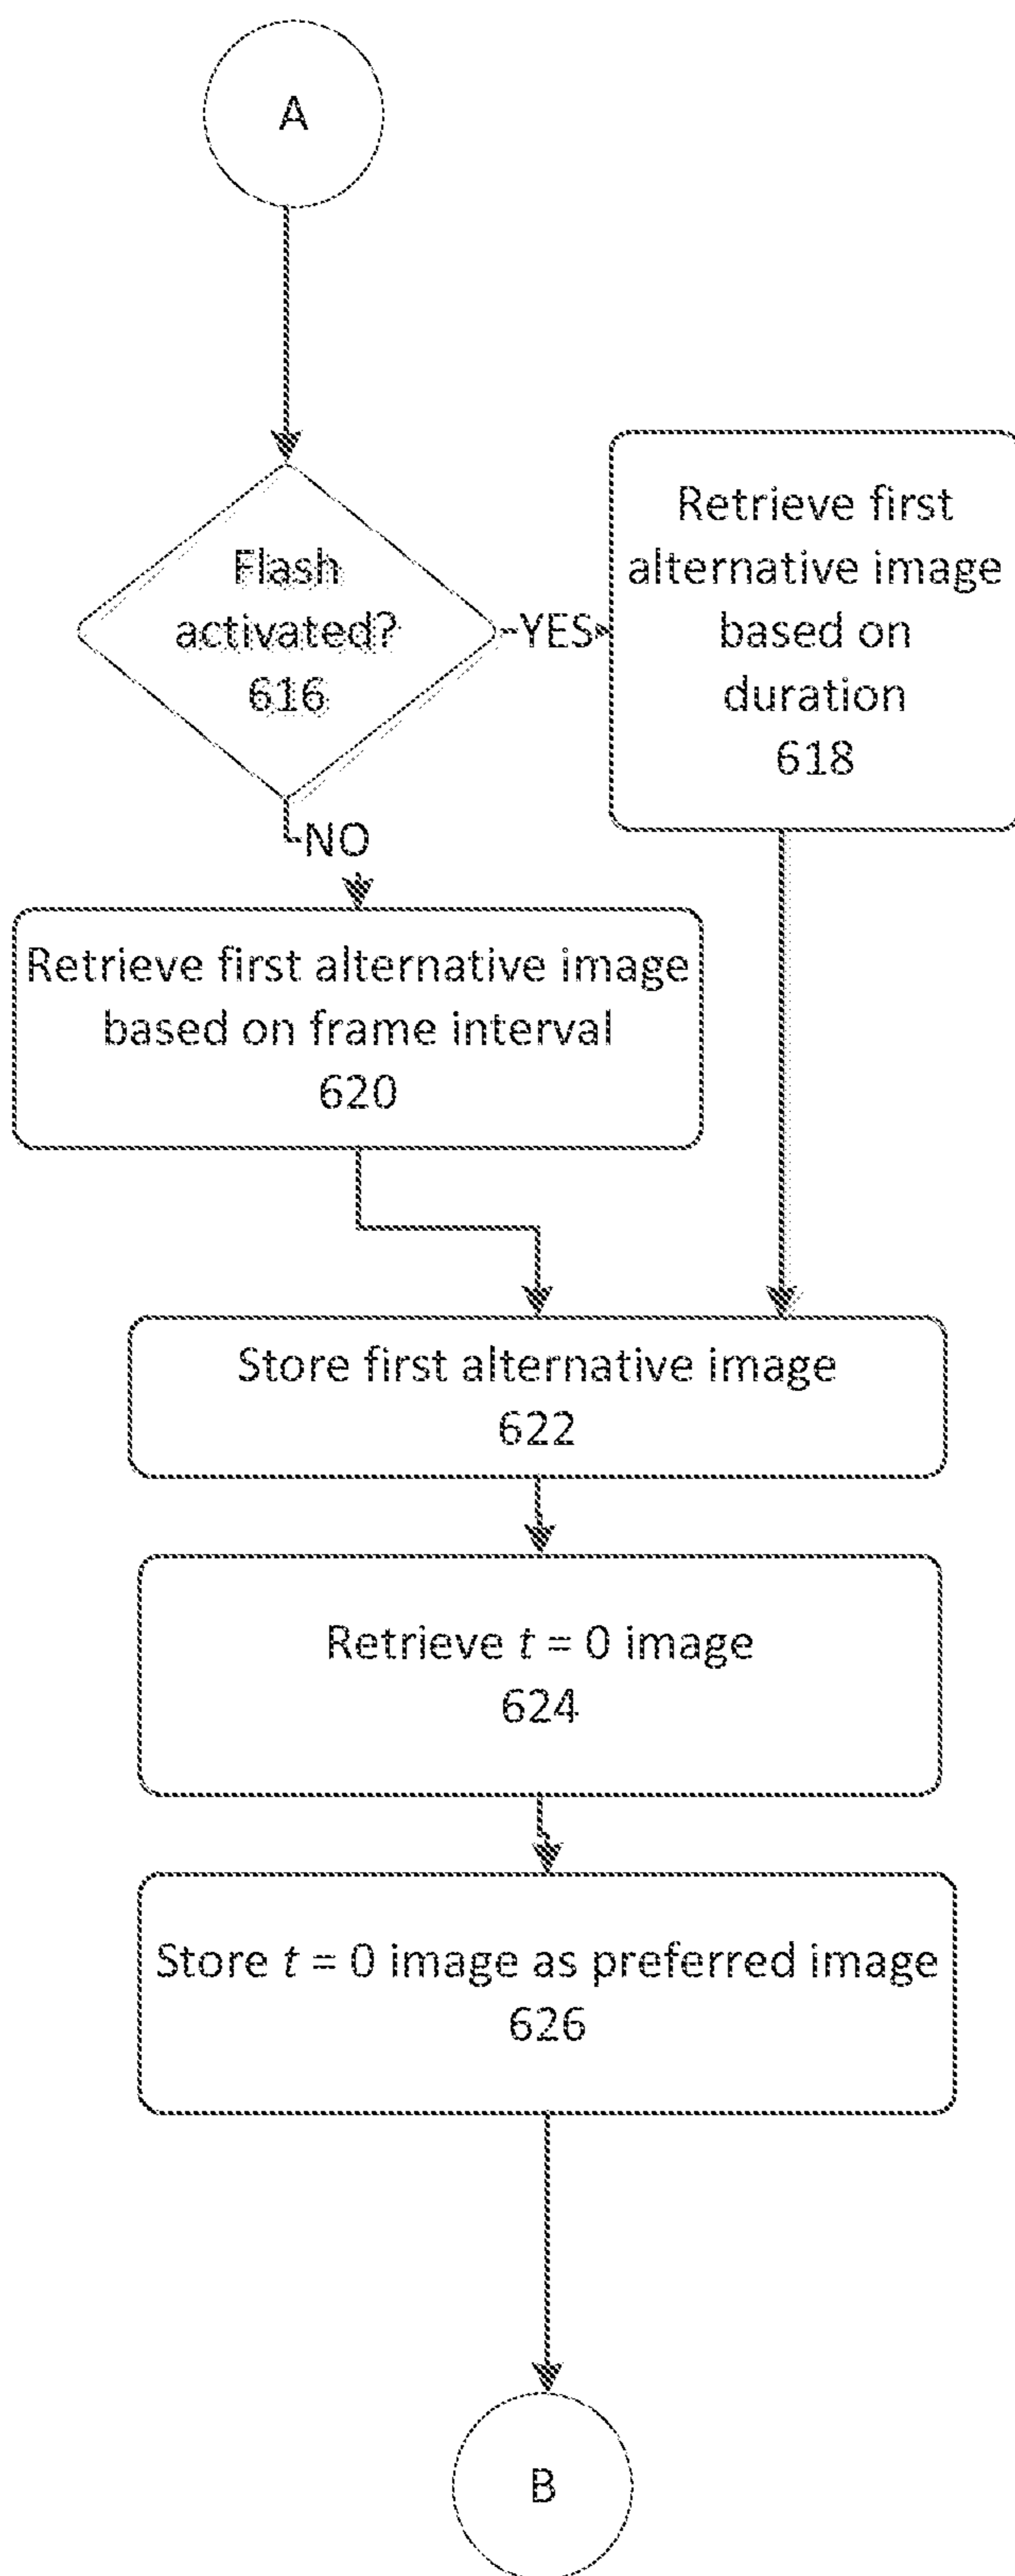 A
Flash
activated?
616
YES
Retrieve first
alternative image
based on
duration
618
NO
Retrieve first alternative image
based on frame interval
620
Store first alternative image
622
Retrieve t = 0 image
624
Store t = 0 image as preferred image
626
B